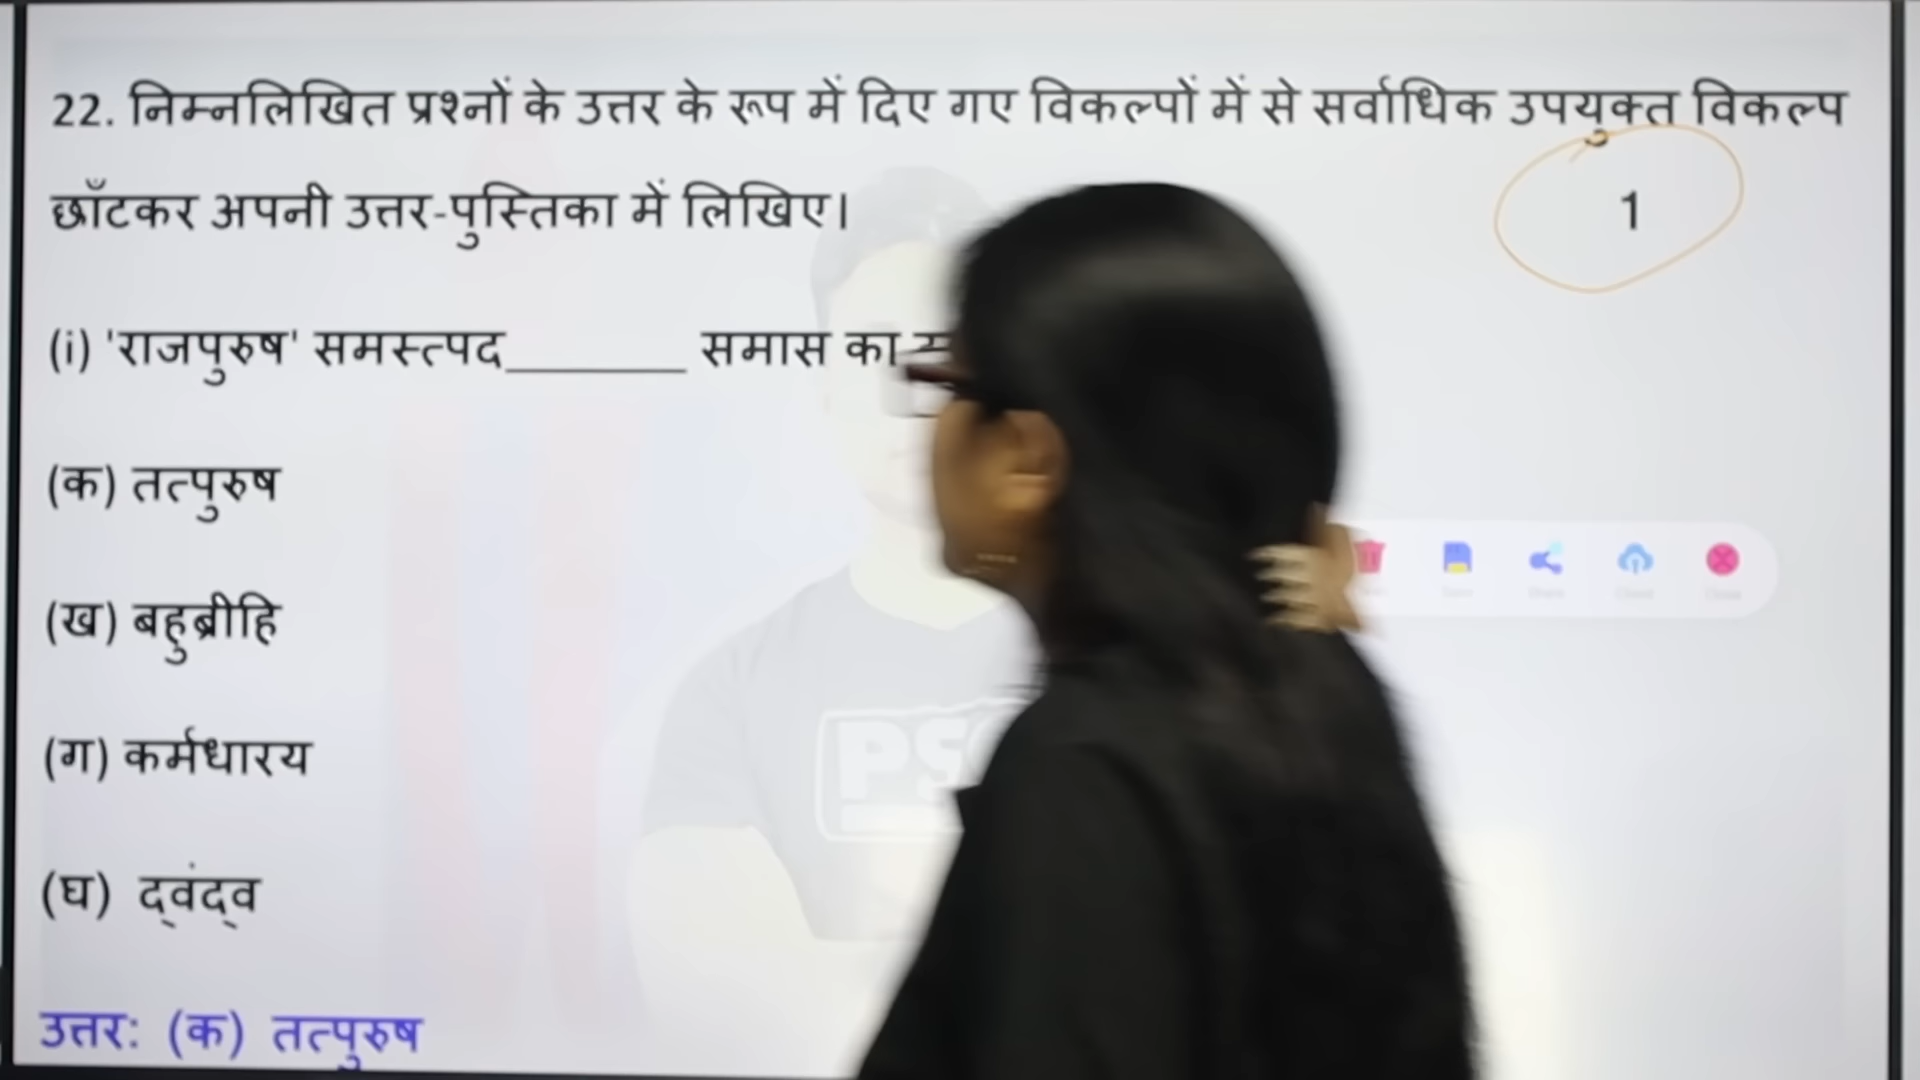 22. निम्नलिखित प्रश्नों के उत्तर के रूप में दिए गए विकल्पों में से सर्वाधिक उपयुक्त विकल्प
छाँटकर अपनी उत्तर-पुस्तिका में लिखिए। 1
(i) 'राजपुरुष' समस्त्पद_______ समास का
(क) तत्पुरुष
(ख) बहुब्रीहि
(ग) कर्मधारय
(घ) द्वंद्व
उत्तर: (क) तत्पुरुष